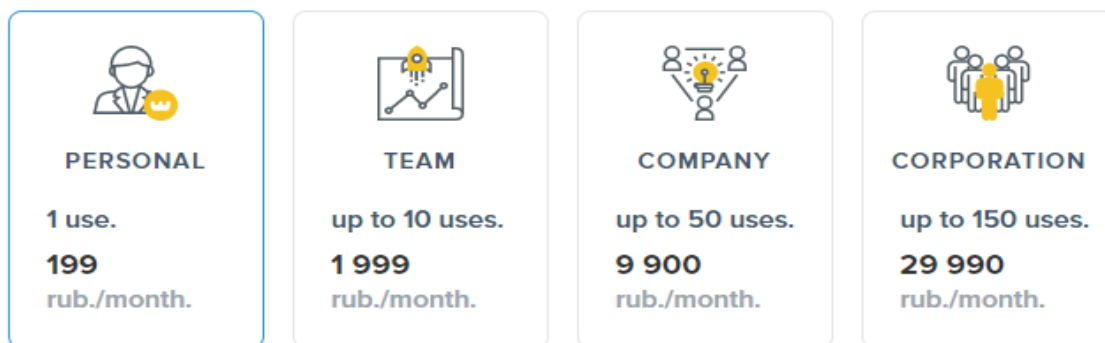 PERSONAL
1 use.
199
rub./month.
TEAM
up to 10 uses.
1 999
rub./month.
COMPANY
up to 50 uses.
9 900
rub./month.
CORPORATION
up to 150 uses.
29 990
rub./month.